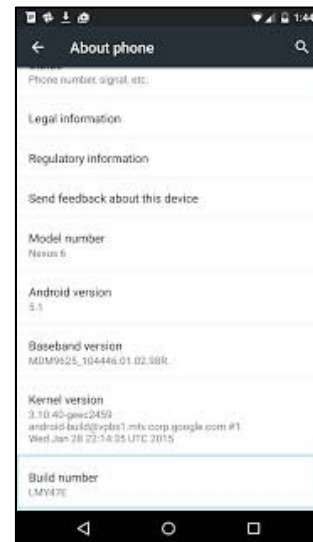 1:44
About phone
Status
Phone number, signal, etc.
Legal information
Regulatory information
Send feedback about this device
Model number
Nexus 6
Android version
5.1
Baseband version
MDM9625_104446.01.02.98R
Kernel version
3.10.40-geec2459
android-build@vpbs1.mtv.corp.google.com #1
Wed Jan 28 22:14:35 UTC 2015
Build number
LMY47E